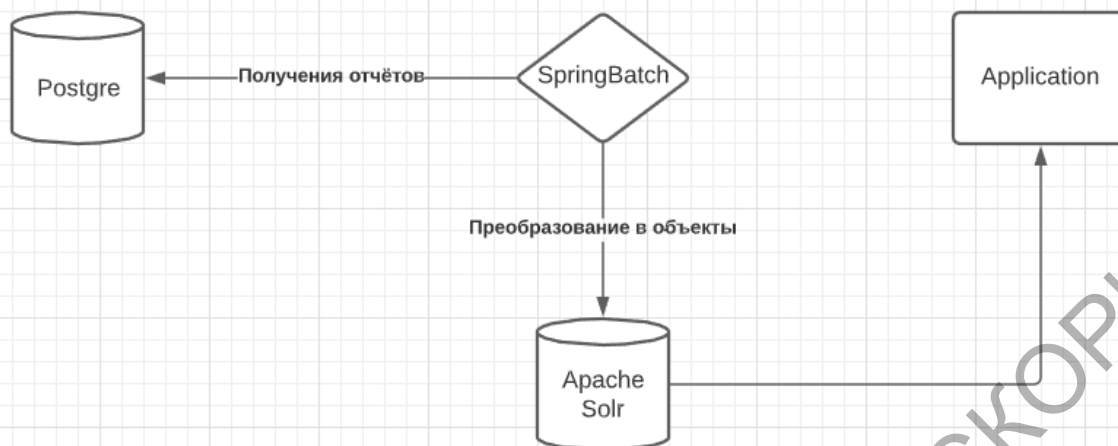 Postgre
Получения отчётов
SpringBatch
Application
Преобразование в объекты
Apache
Solr